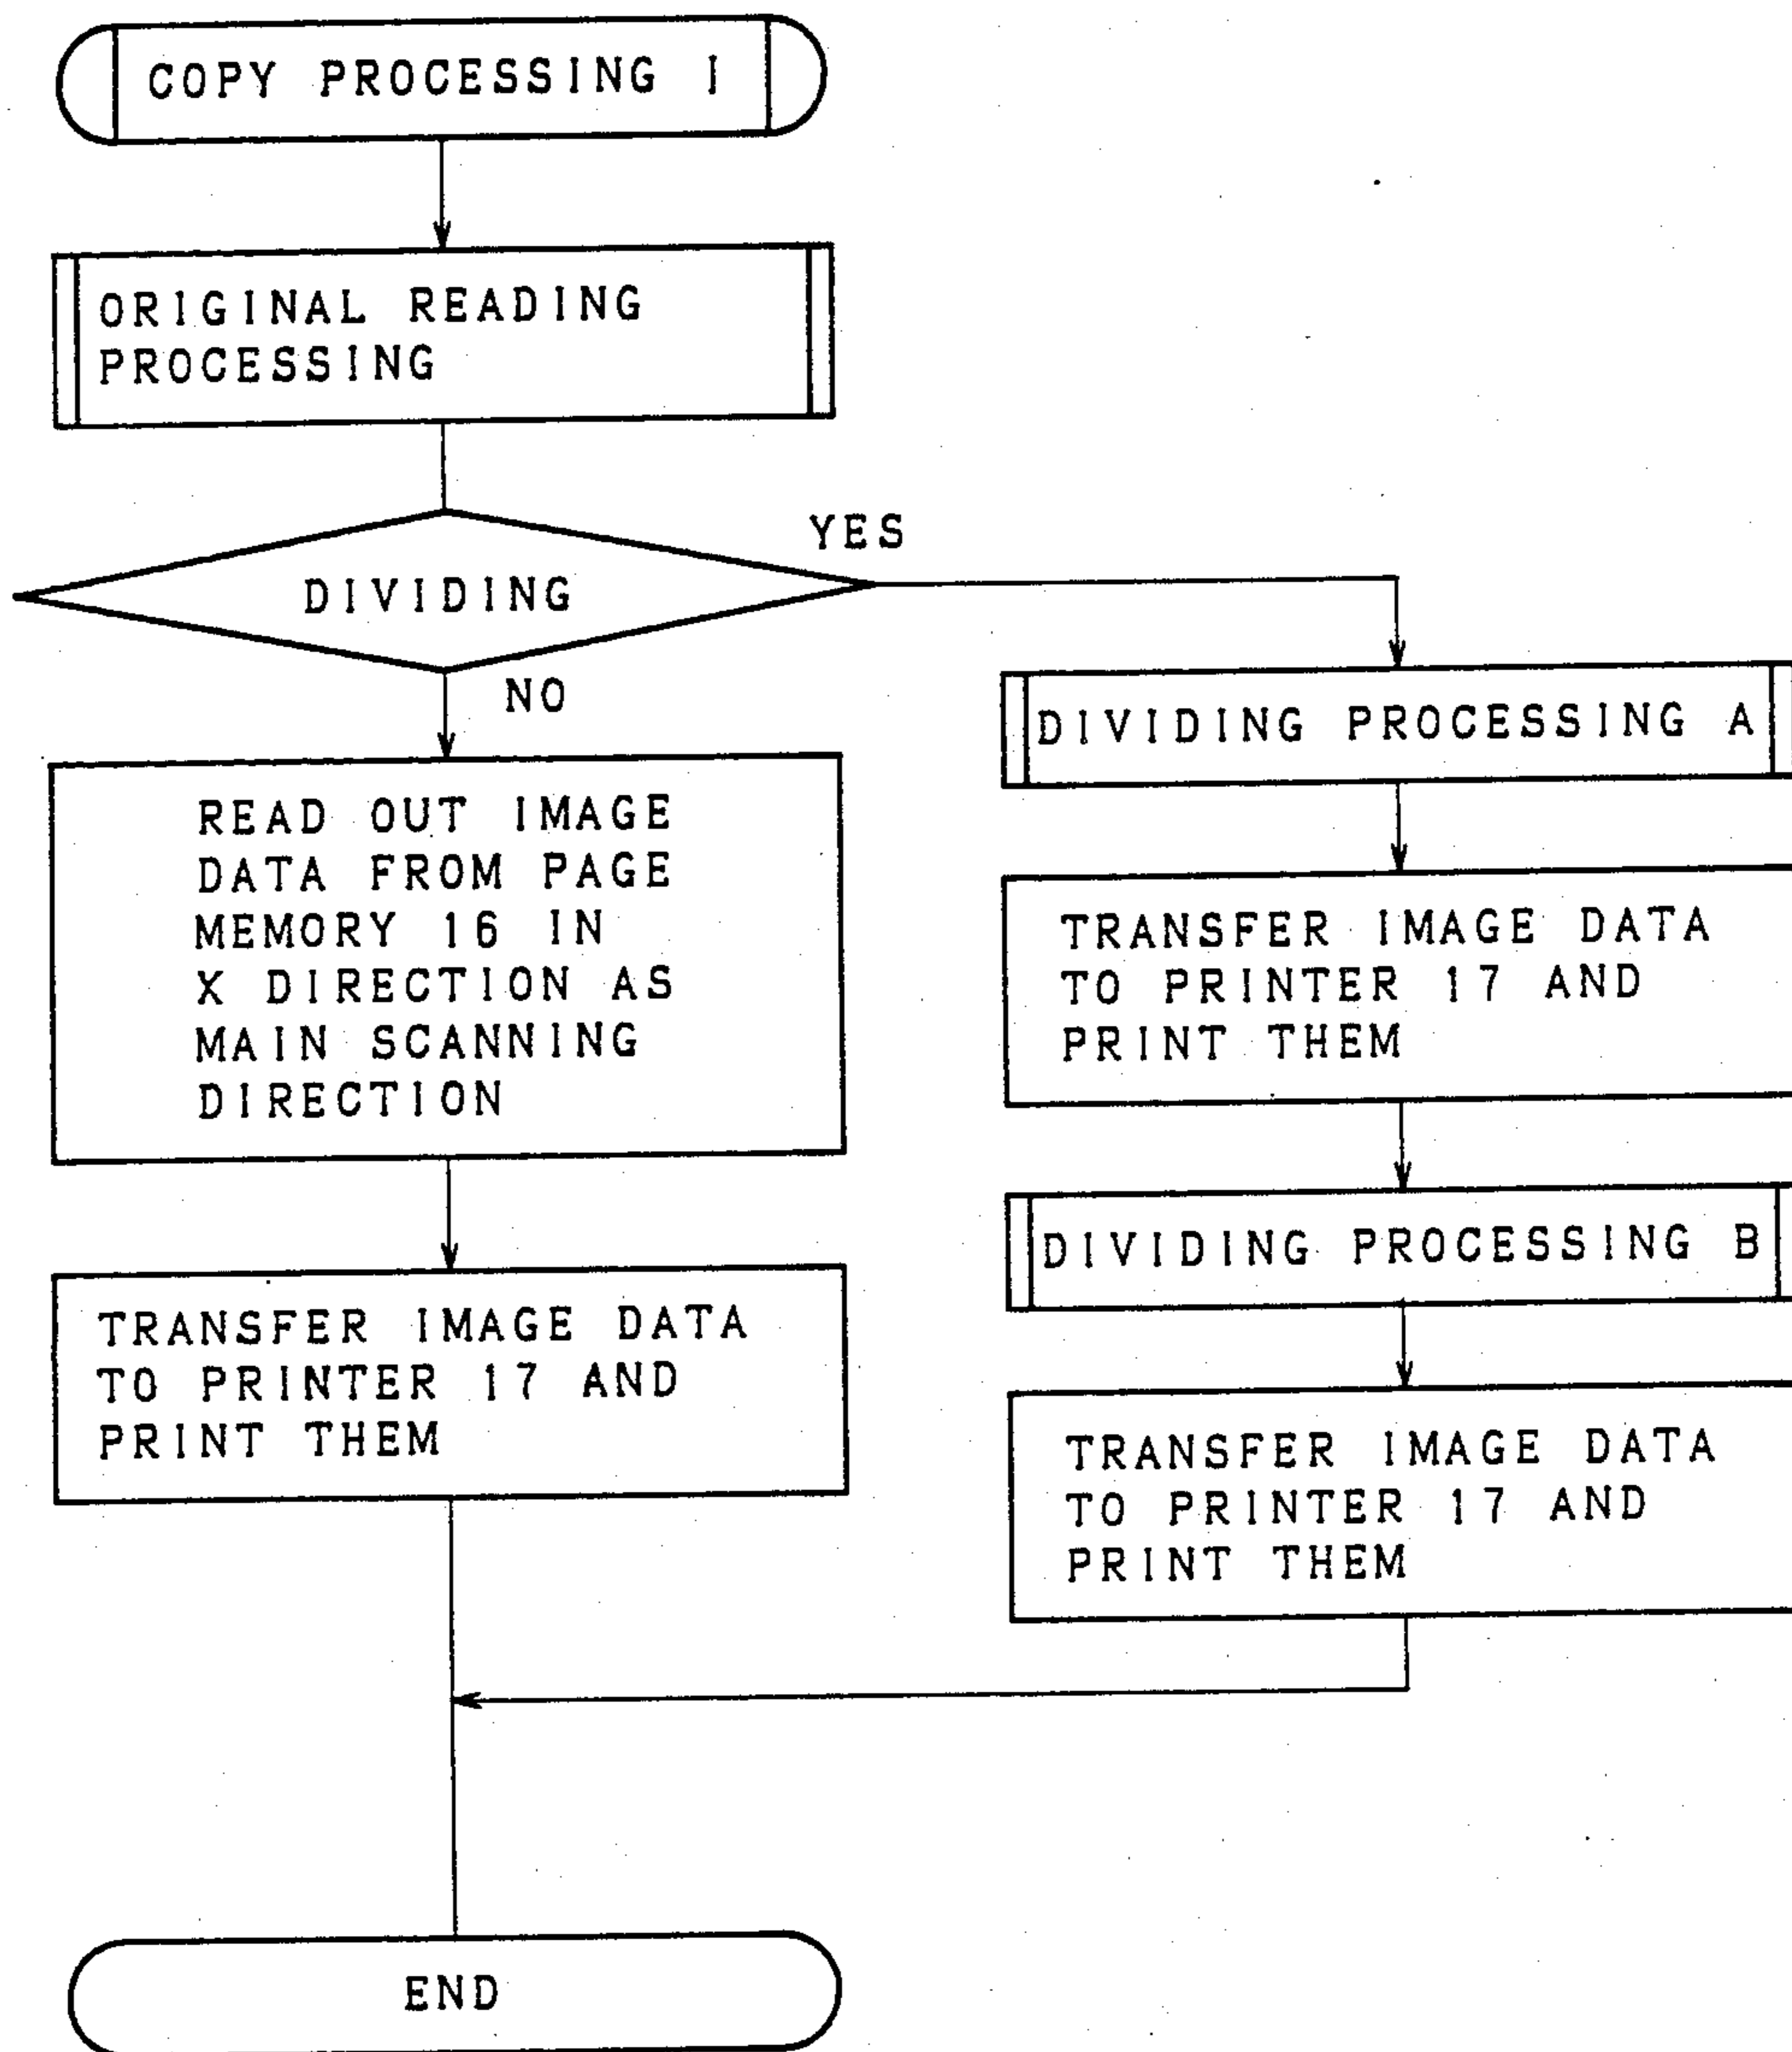 COPY PROCESSING I
ORIGINAL READING
PROCESSING
DIVIDING
YES
NO
READ OUT IMAGE
DATA FROM PAGE
MEMORY 16 IN
X DIRECTION AS
MAIN SCANNING
DIRECTION
TRANSFER IMAGE DATA
TO PRINTER 17 AND
PRINT THEM
DIVIDING PROCESSING A
TRANSFER IMAGE DATA
TO PRINTER 17 AND
PRINT THEM
DIVIDING PROCESSING B
TRANSFER IMAGE DATA
TO PRINTER 17 AND
PRINT THEM
END